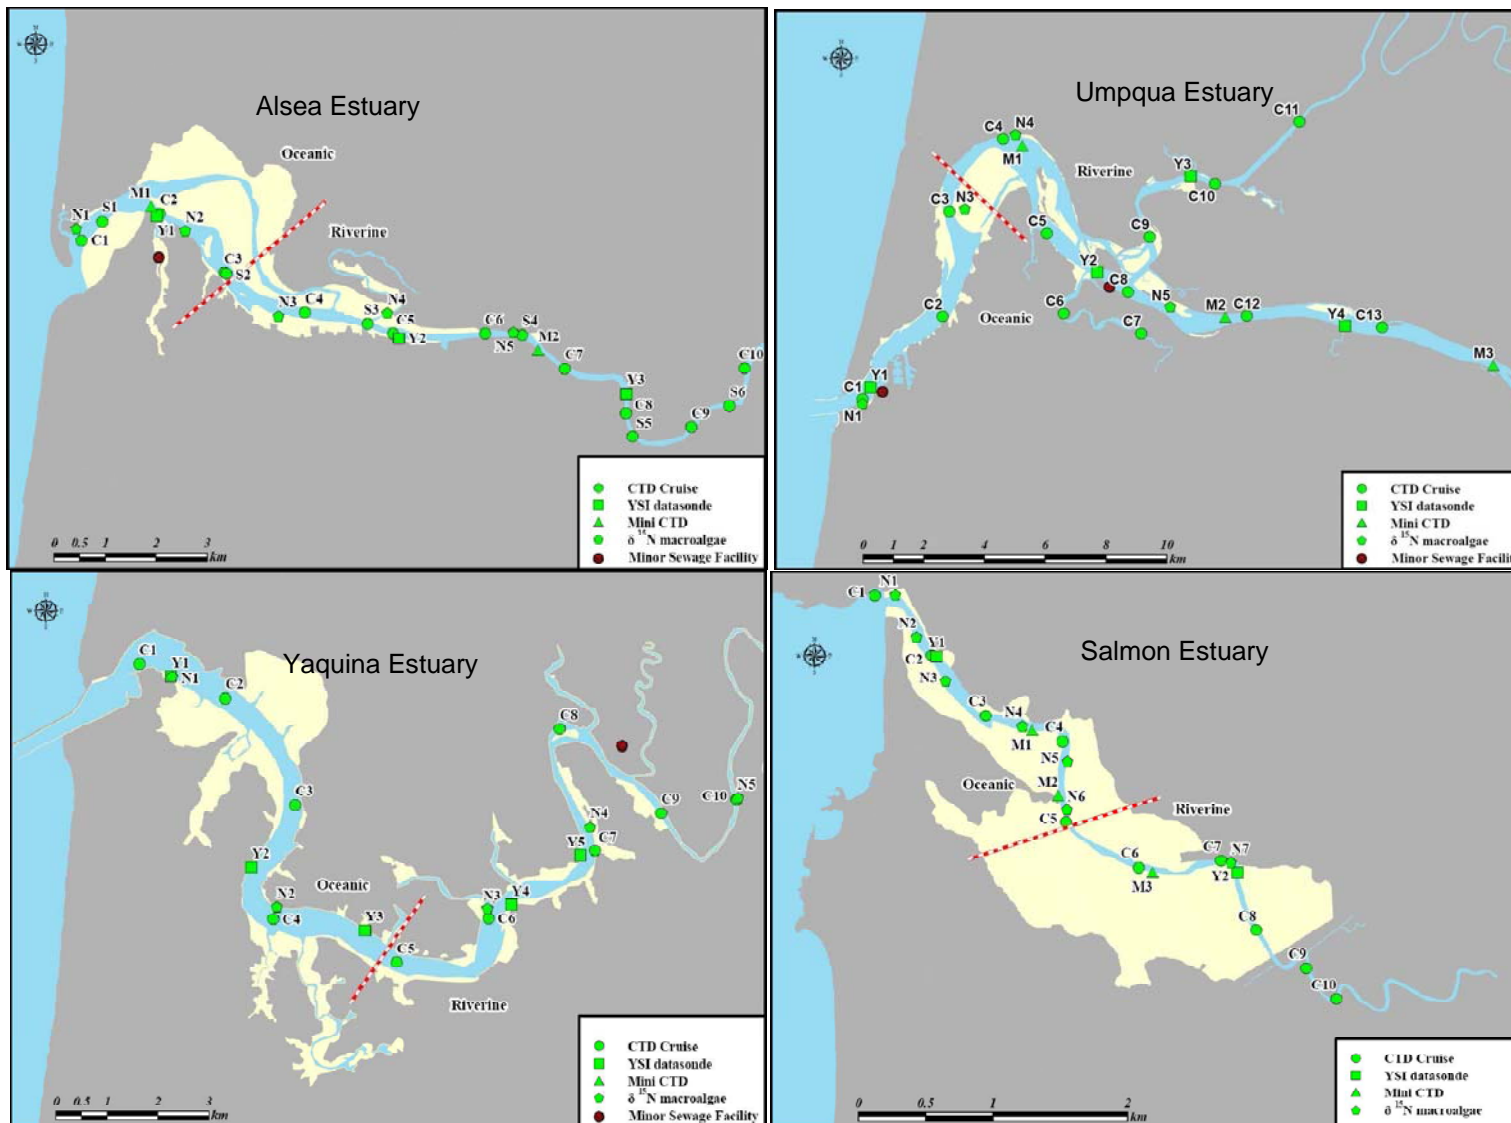 Alsea Estuary
Oceanic
Riverine
N1
S1
C1
M1
C2
Y1
N2
C3
S2
N3
C4
S3
N4
C5
Y2
C6
N5
S4
M2
C7
Y3
C8
S5
C9
S6
C10
CTD Cruise
YSI datasonde
Mini CTD
δ 15N macroalgae
Minor Sewage Facility
0 0.5 1 2 3
km
Umpqua Estuary
C11
C4
N4
M1
Riverine
Y3
C10
C3
N3
C5
C9
Y2
C8
C6
N5
M2
C12
C2
Oceanic
C7
Y4
C13
M3
C1
Y1
N1
CTD Cruise
YSI datasonde
Mini CTD
δ 15N macroalgae
Minor Sewage Facilit
0 1 2 4 6 8 10
km
Yaquina Estuary
C1
Y1
N1
C2
C8
C3
C10
N5
C9
N4
C7
Y5
Y2
Oceanic
N2
C4
Y3
N3
Y4
C6
C5
Riverine
CTD Cruise
YSI datasonde
Mini CTD
δ 15N macroalgae
Minor Sewage Facility
0 0.5 1 2 3
km
Salmon Estuary
C1
N1
N2
Y1
C2
N3
C3
N4
C4
M1
N5
Oceanic
M2
N6
Riverine
C5
C6
C7
N7
M3
Y2
C8
C9
C10
CTD Cruise
YSI datasonde
Mini CTD
δ 15N macroalgae
0 0.5 1 2
km